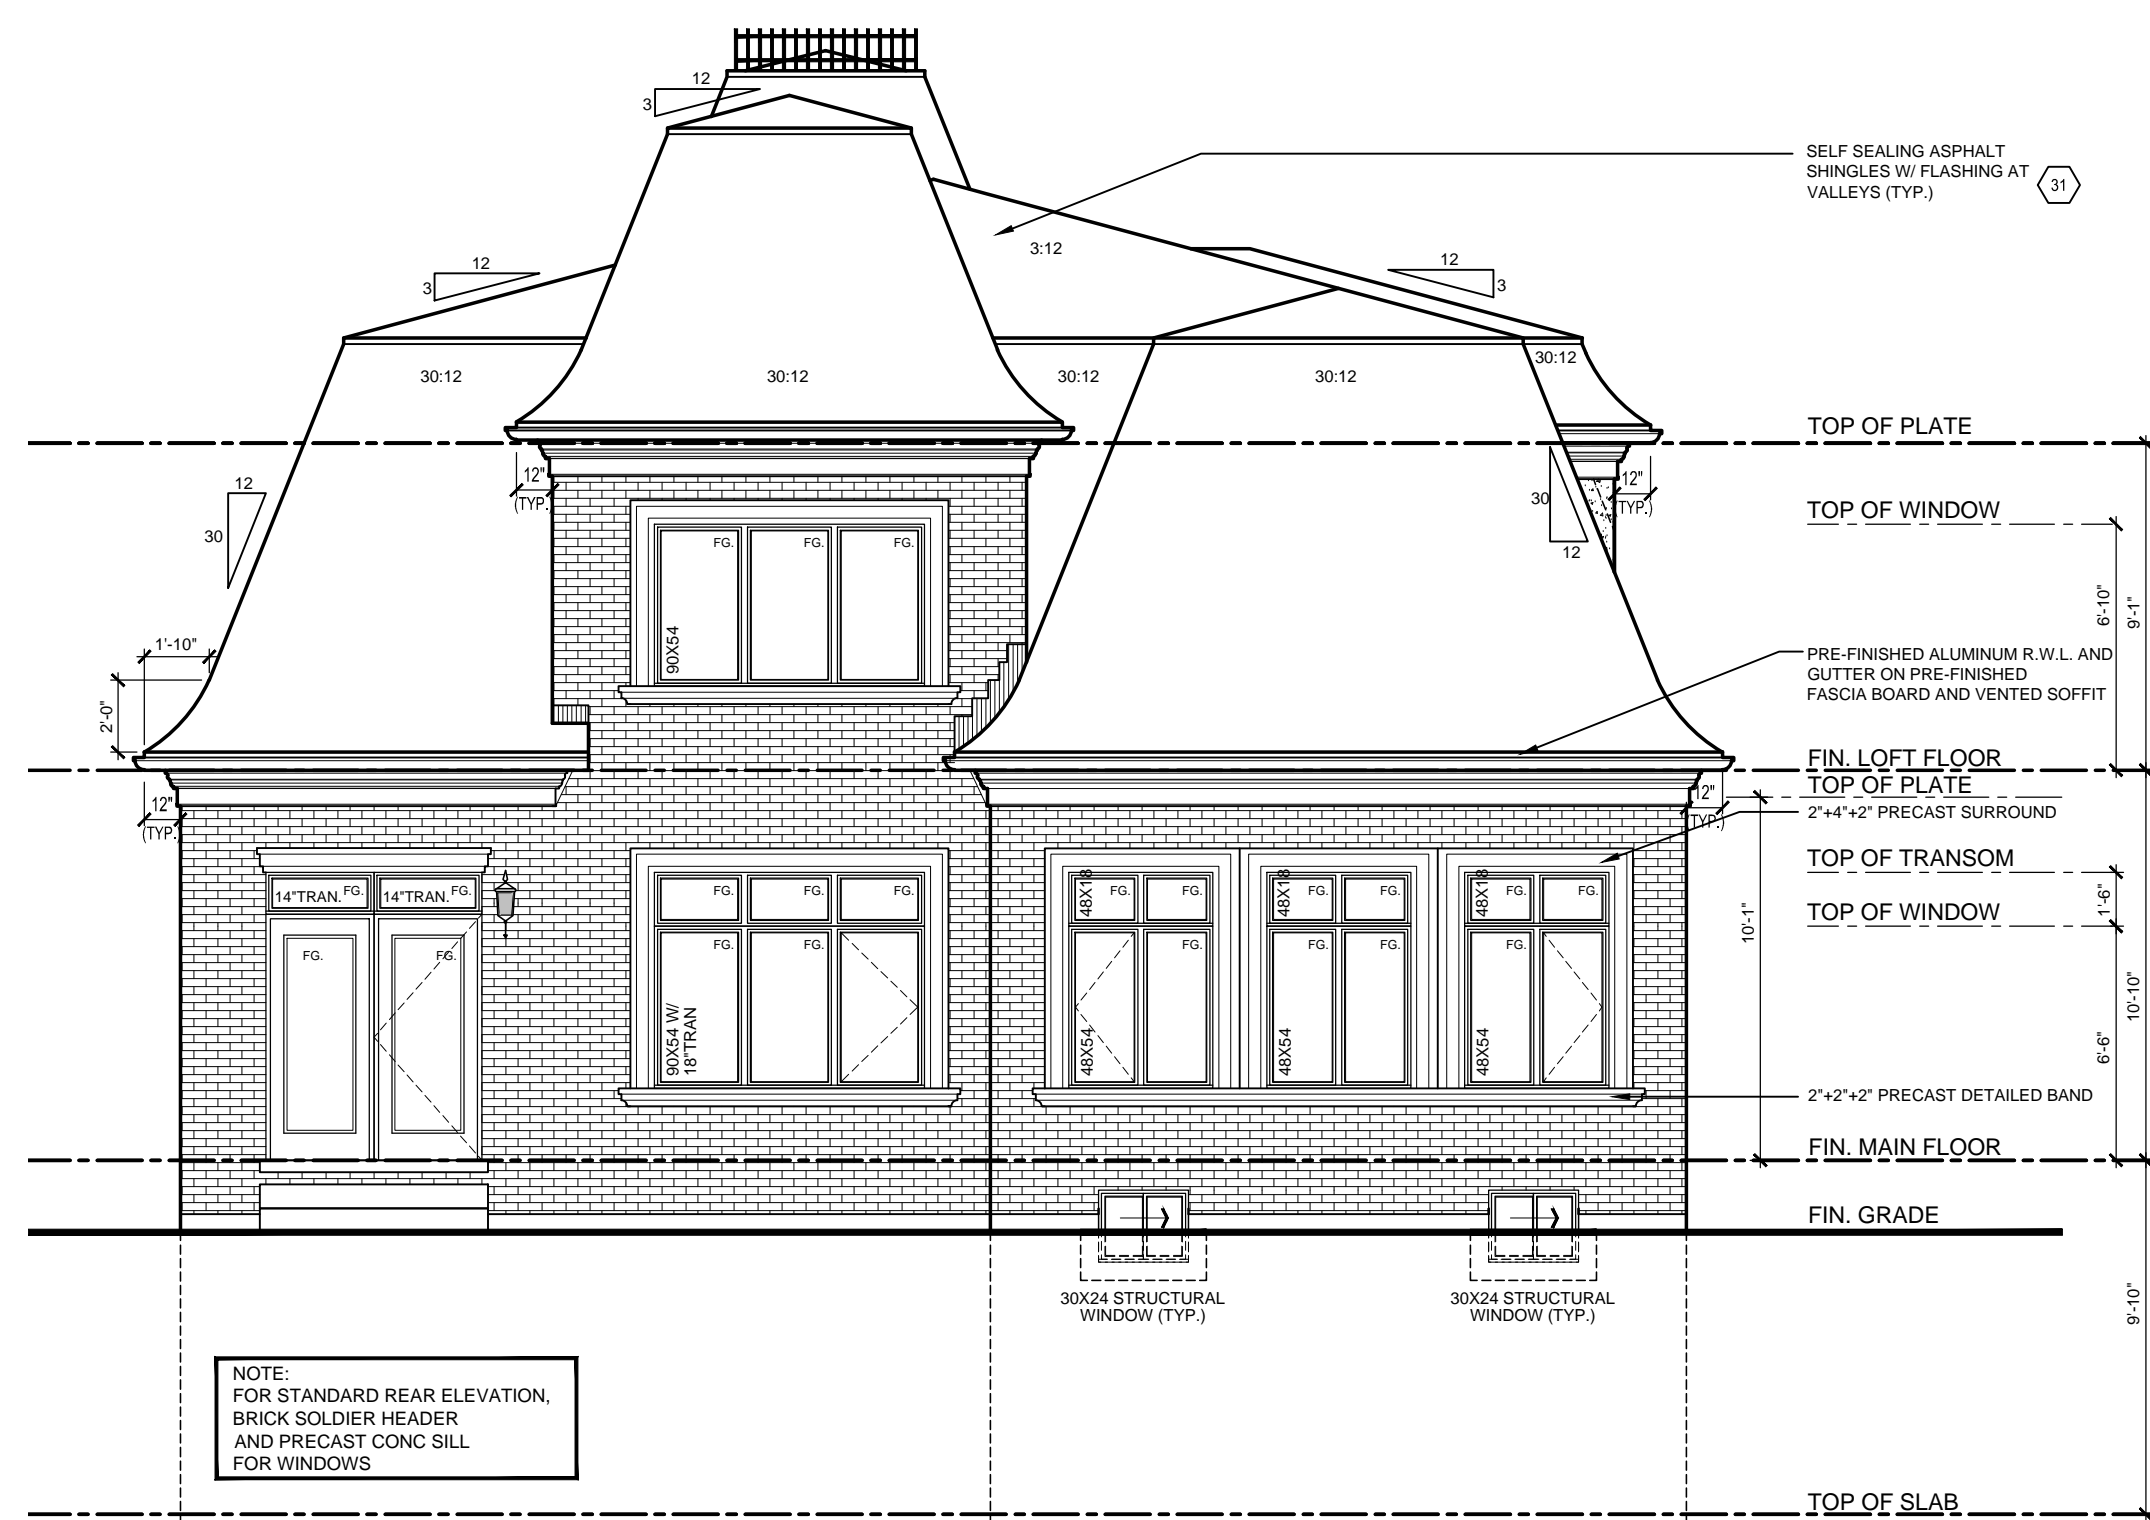 12
3
SELF SEALING ASPHALT
SHINGLES W/ FLASHING AT
VALLEYS (TYP.)
31
3:12
12
3
12
3
30:12
30:12
30:12
30:12
30:12
TOP OF PLATE
12"
(TYP.
12"
(TYP.)
12
30
30
12
TOP OF WINDOW
FG.
FG.
FG.
90X54
6'-10"
9'-1"
1'-10"
2'-0"
PRE-FINISHED ALUMINUM R.W.L. AND
GUTTER ON PRE-FINISHED
FASCIA BOARD AND VENTED SOFFIT
FIN. LOFT FLOOR
TOP OF PLATE
12"
(TYP.)
12"
(TYP.)
2"+4"+2" PRECAST SURROUND
TOP OF TRANSOM
14"TRAN.
FG.
14"TRAN.
FG.
FG.
FG.
FG.
48X18
FG.
FG.
48X18
FG.
FG.
48X18
FG.
FG.
1'-6"
TOP OF WINDOW
10'-1"
FG.
FG.
FG.
FG.
FG.
FG.
FG.
FG.
90X54 W/
18"TRAN
48X54
48X54
48X54
6'-6"
10'-10"
2"+2"+2" PRECAST DETAILED BAND
FIN. MAIN FLOOR
FIN. GRADE
30X24 STRUCTURAL
WINDOW (TYP.)
30X24 STRUCTURAL
WINDOW (TYP.)
9'-10"
NOTE:
FOR STANDARD REAR ELEVATION,
BRICK SOLDIER HEADER
AND PRECAST CONC SILL
FOR WINDOWS
TOP OF SLAB